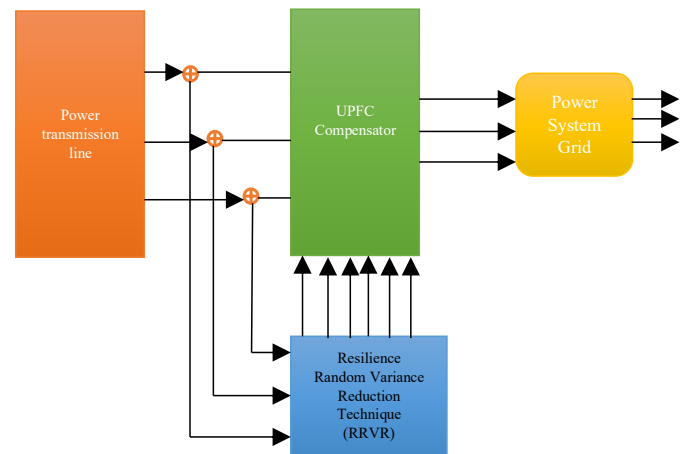 Power
transmission
line
UPFC
Compensator
Power
System
Grid
Resilience
Random Variance
Reduction
Technique
(RRVR)